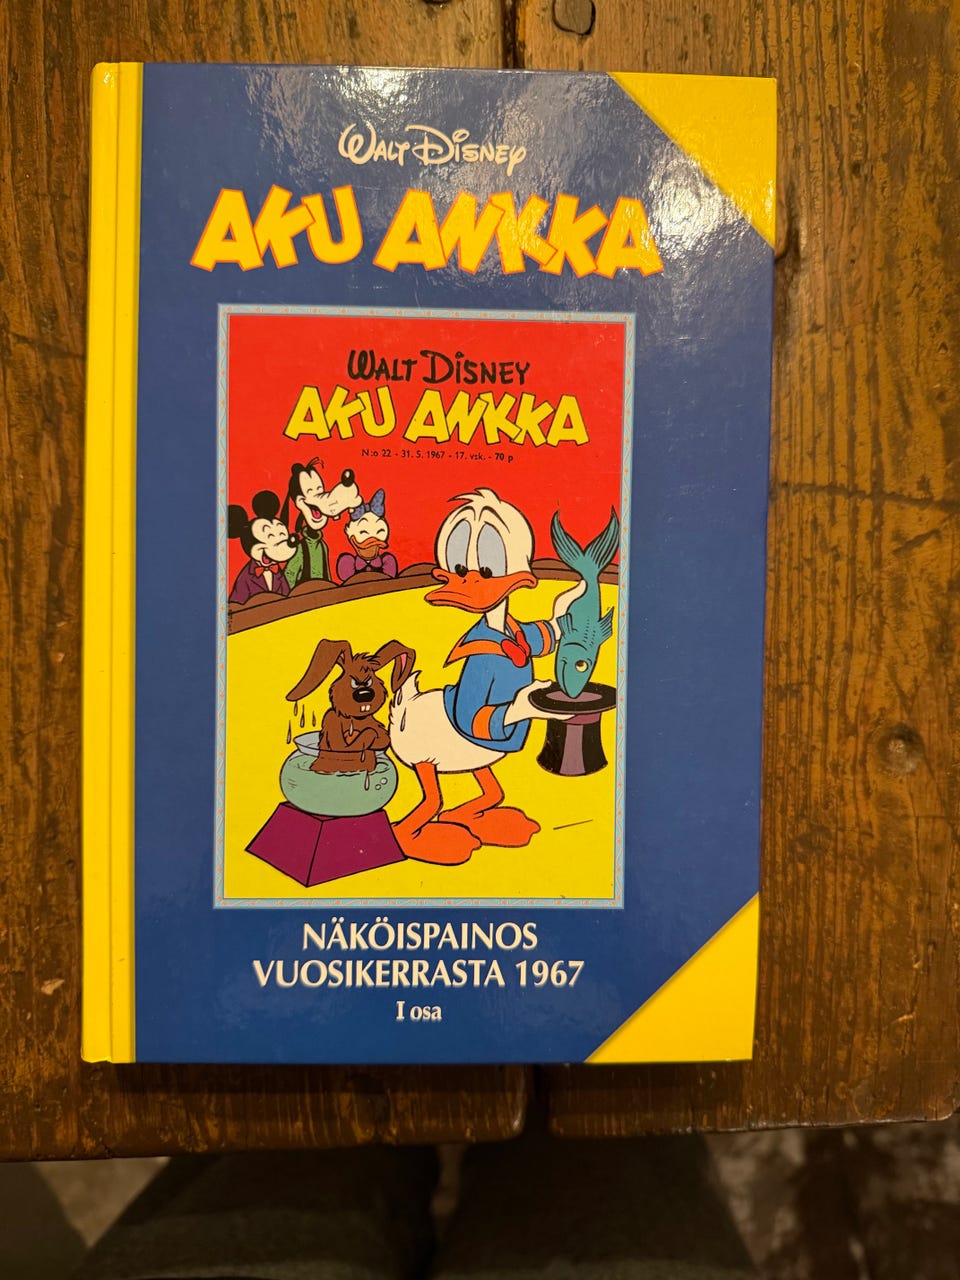 WALT DISNEY
AKU ANKKA
WALT DISNEY
AKU ANKKA
N:o 22 - 31. 5. 1967 - 17. vsk. - 70 p
NÄKÖISPAINOS
VUOSIKERRASTA 1967
I osa